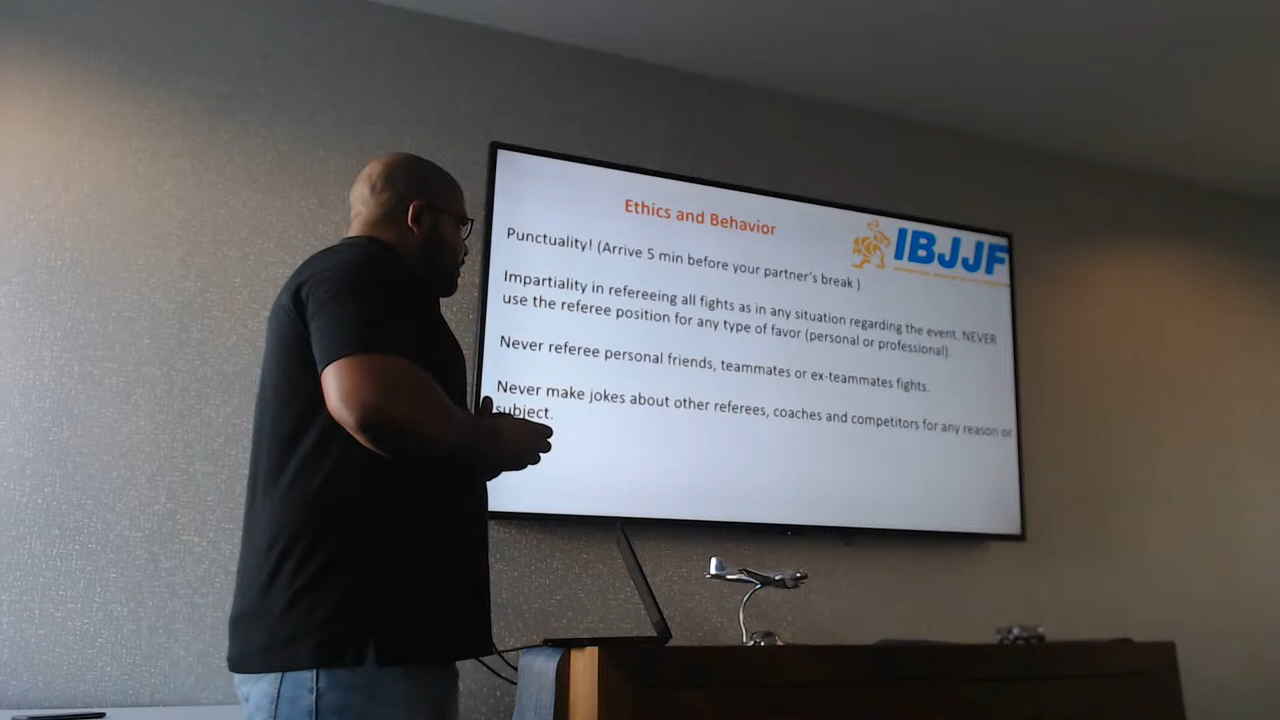 Ethics and Behavior
IBJJF
Punctuality! (Arrive 5 min before your partner's break )
Impartiality in refereeing all fights as in any situation regarding the event. NEVER
use the referee position for any type of favor (personal or professional).
Never referee personal friends, teammates or ex-teammates fights.
Never make jokes about other referees, coaches and competitors for any reason or
subject.